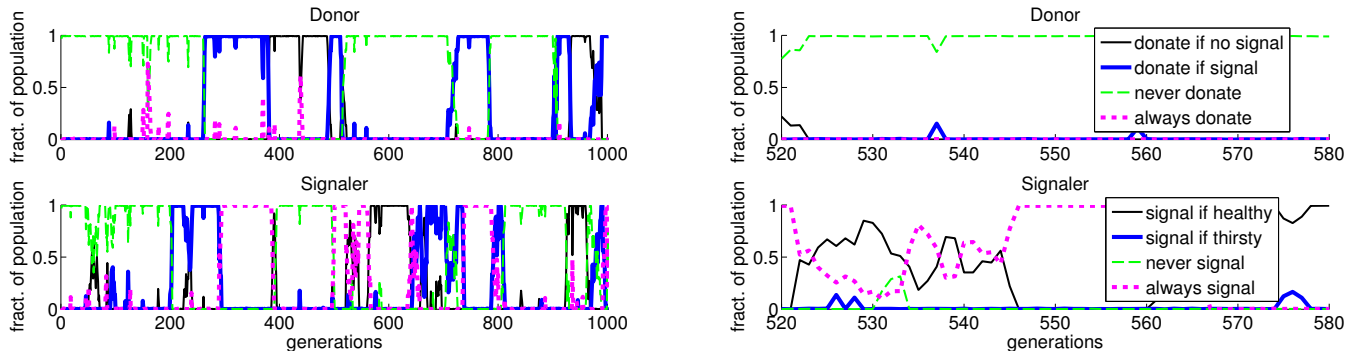 Donor
fract. of population
1
0.5
0
0 200 400 600 800 1000
Signaler
fract. of population
1
0.5
0
0 200 400 600 800 1000
generations
Donor
fract. of population
1
0.5
0
donate if no signal
donate if signal
never donate
always donate
520 530 540 550 560 570 580
Signaler
fract. of population
1
0.5
0
signal if healthy
signal if thirsty
never signal
always signal
520 530 540 550 560 570 580
generations